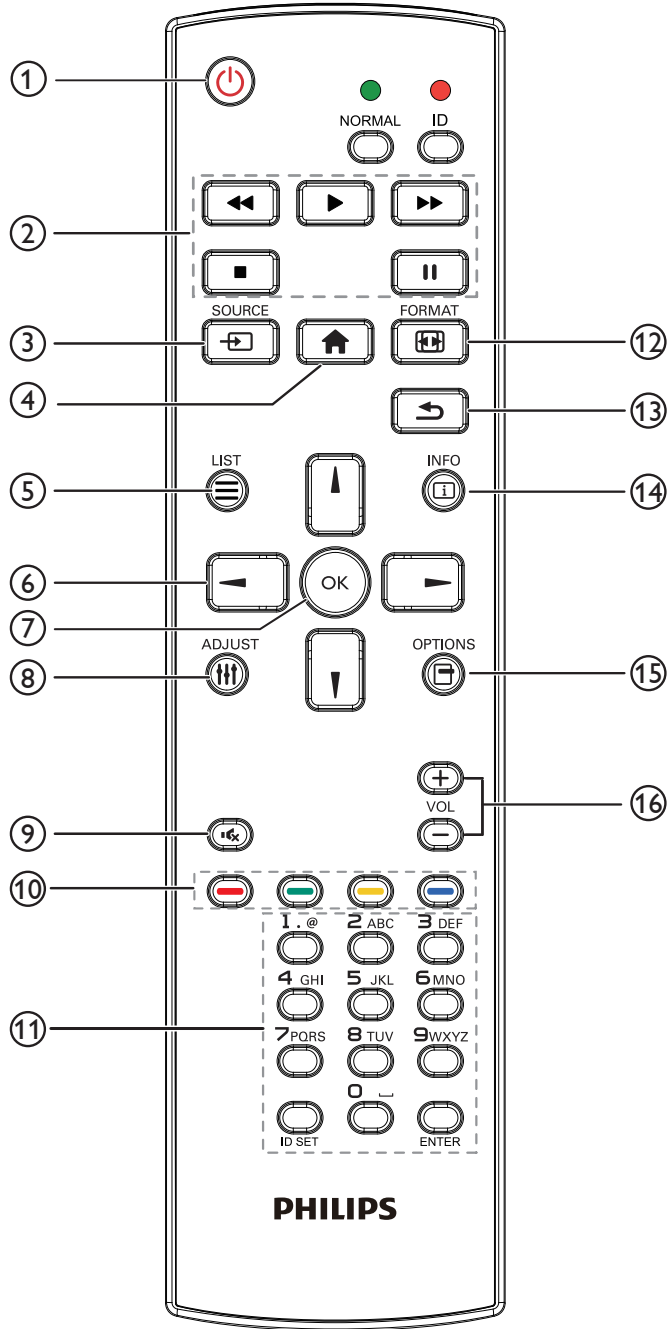 ①
NORMAL ID
②
SOURCE FORMAT
③ ⑫
④
⑬
LIST INFO
⑤ ⑭
⑥ OK
⑦
ADJUST OPTIONS
⑧ ⑮
VOL ⑯
⑨
⑩
1 . @ 2 ABC 3 DEF
4 GHI 5 JKL 6 MNO
⑪ 7 PQRS 8 TUV 9 WXYZ
0 ⎵
ID SET ENTER
PHILIPS